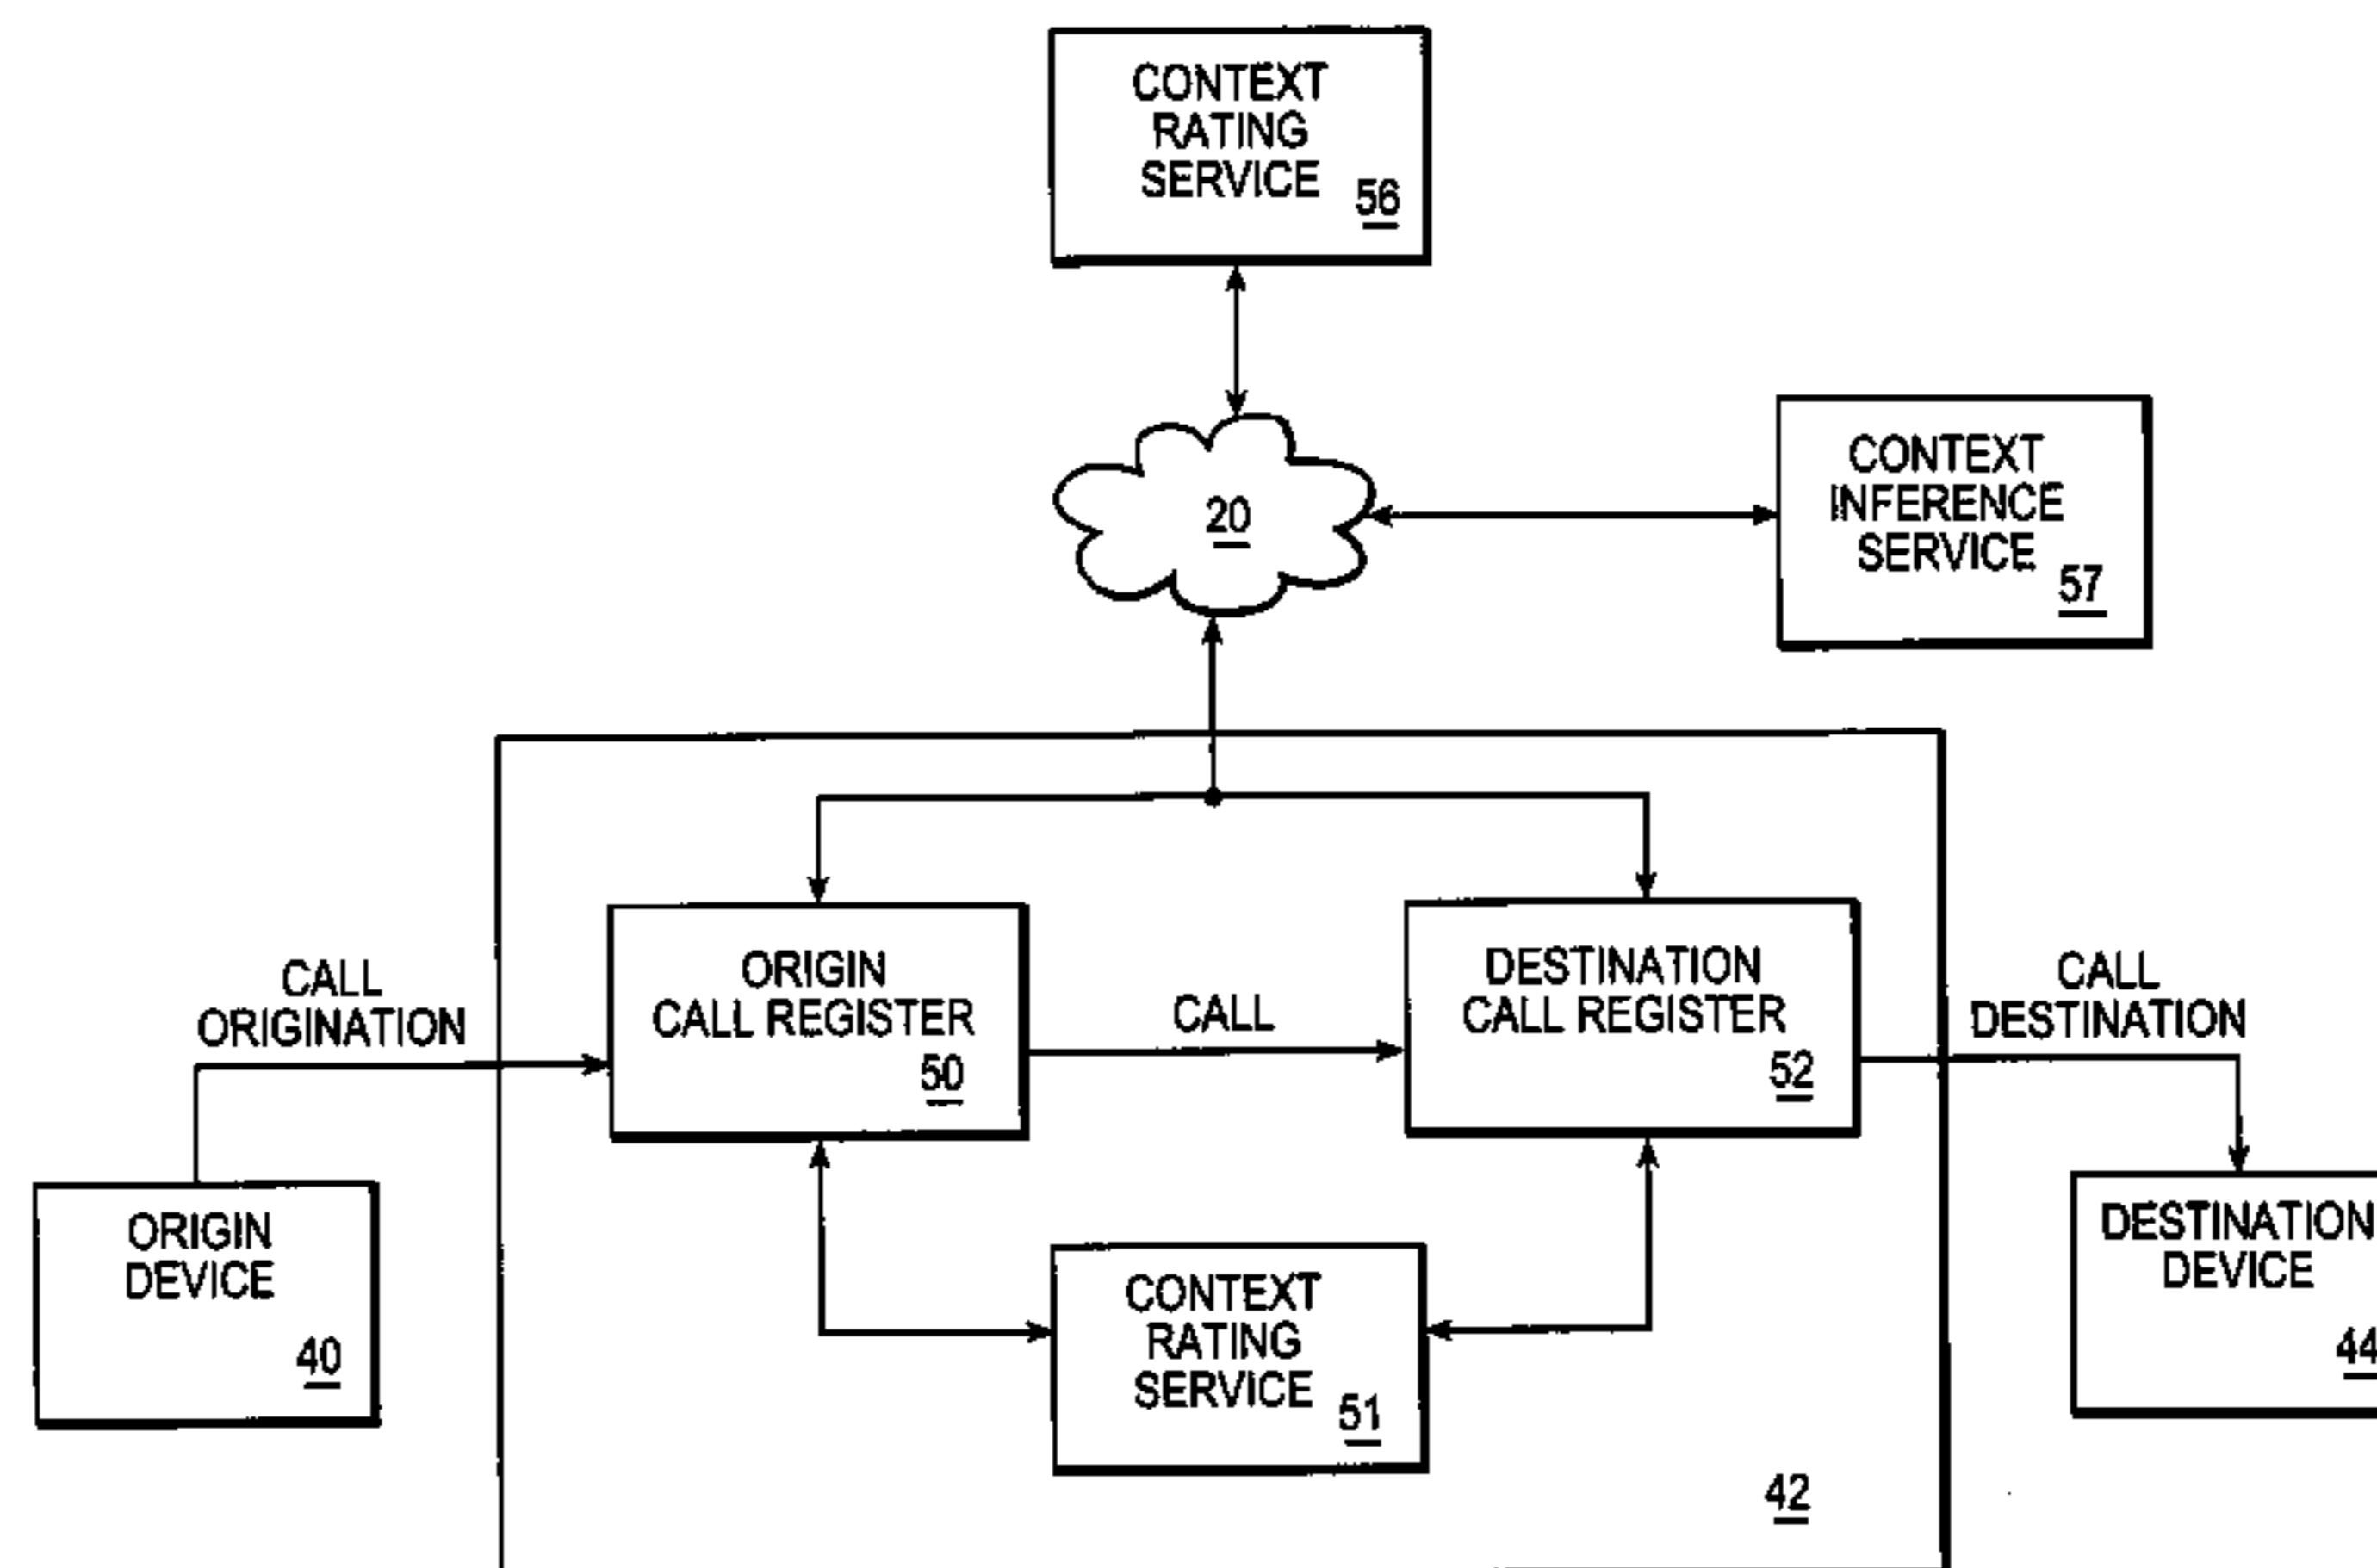 CONTEXT
RATING
SERVICE
56
20
CONTEXT
INFERENCE
SERVICE
57
CALL
ORIGINATION
ORIGIN
CALL REGISTER
50
CALL
DESTINATION
CALL REGISTER
52
CALL
DESTINATION
ORIGIN
DEVICE
40
CONTEXT
RATING
SERVICE
51
DESTINATION
DEVICE
44
42